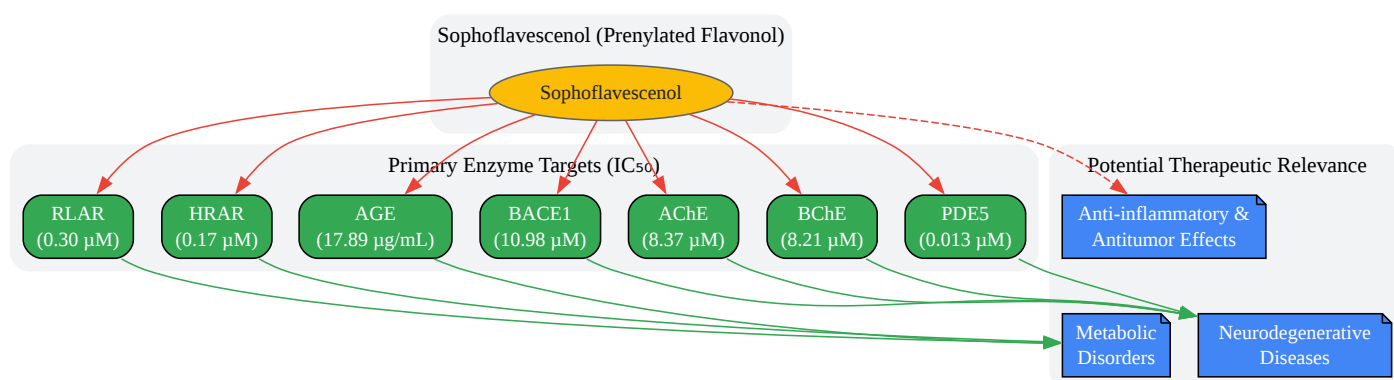 Sophoflavescenol (Prenylated Flavonol)
Sophoflavescenol
Primary Enzyme Targets (IC₅₀)
Potential Therapeutic Relevance
RLAR
(0.30 µM)
HRAR
(0.17 µM)
AGE
(17.89 µg/mL)
BACE1
(10.98 µM)
AChE
(8.37 µM)
BChE
(8.21 µM)
PDE5
(0.013 µM)
Anti-inflammatory &
Antitumor Effects
Metabolic
Disorders
Neurodegenerative
Diseases